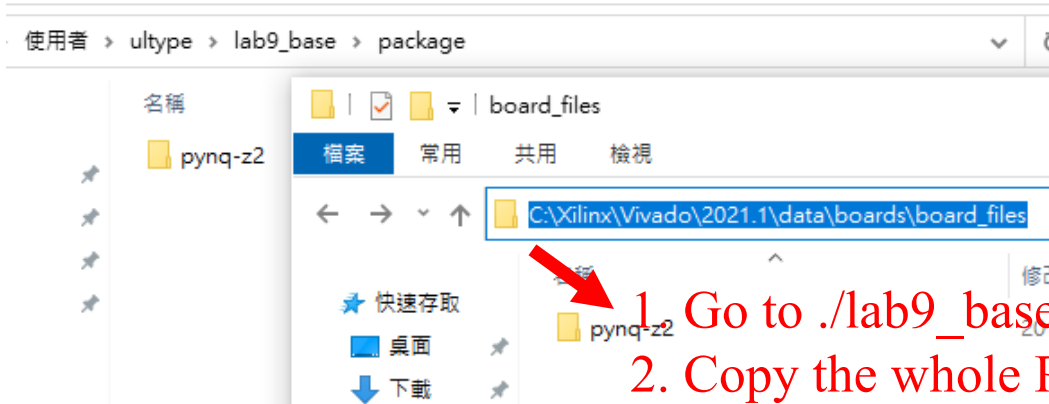 使用者 > ultype > lab9_base > package
名稱
pynq-z2
board_files
檔案 常用 共用 檢視
C:\Xilinx\Vivado\2021.1\data\boards\board_files
名稱
快速存取
pynq-z2
1. Go to ./lab9_base
桌面
2. Copy the whole
下載